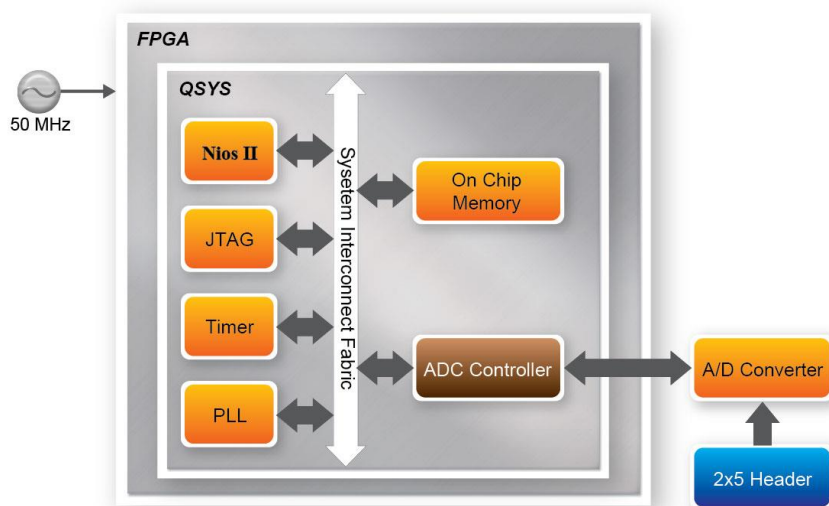 FPGA
QSYS
50 MHz
Nios II
JTAG
Timer
PLL
Sysetem Interconnect Fabric
On Chip
Memory
ADC Controller
A/D Converter
2x5 Header